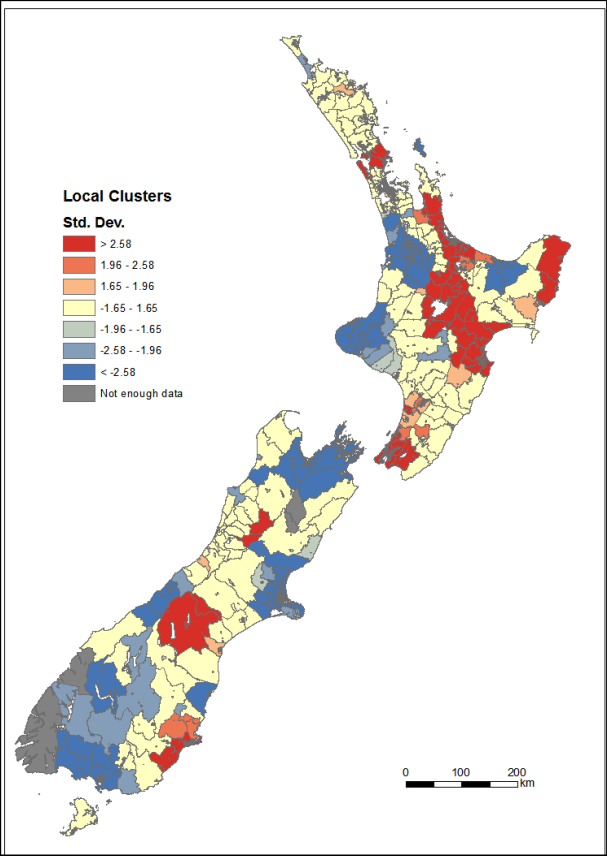 Local Clusters
Std. Dev.
> 2.58
1.96 - 2.58
1.65 - 1.96
-1.65 - 1.65
-1.96 - -1.65
-2.58 - -1.96
< -2.58
Not enough data
0 100 200
km